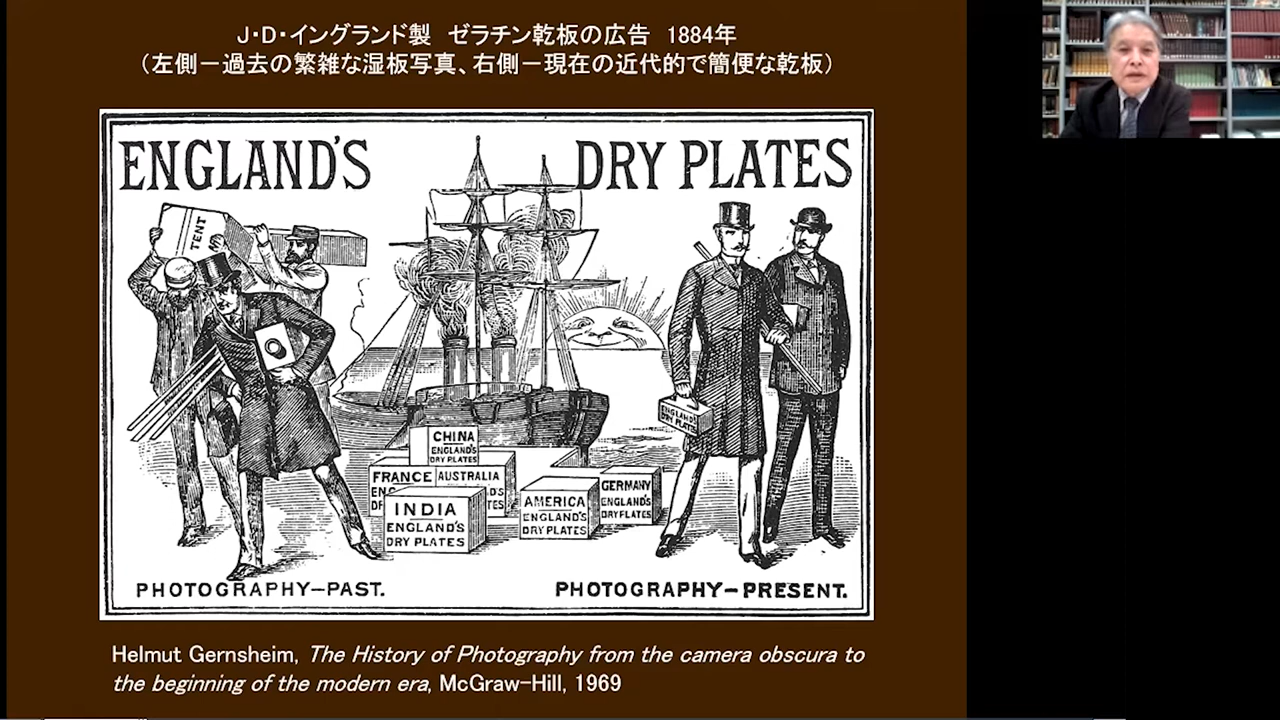 J・D・イングランド製　ゼラチン乾板の広告　1884年
（左側－過去の繁雑な湿板写真、右側－現在の近代的で簡便な乾板）
ENGLAND'S DRY PLATES
TENT
ENGLAND'S
DRY PLATES
CHINA
ENGLAND'S
DRY PLATES
FRANCE
AUSTRALIA
INDIA
ENGLAND'S
DRY PLATES
AMERICA
ENGLAND'S
DRY PLATES
GERMANY
ENGLAND'S
DRY PLATES
PHOTOGRAPHY–PAST.
PHOTOGRAPHY–PRESENT.
Helmut Gernsheim, The History of Photography from the camera obscura to
the beginning of the modern era, McGraw-Hill, 1969